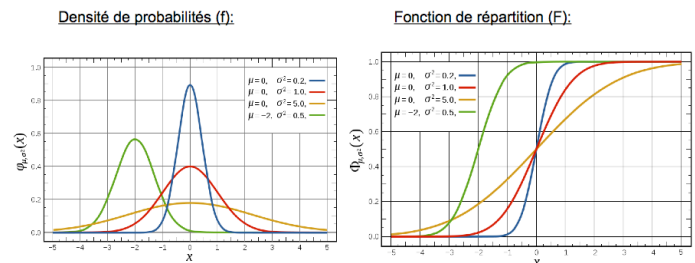 Densité de probabilités (f):
Fonction de répartition (F):
φμ,σ²(x)
1.0
0.8
0.6
0.4
0.2
0.0
μ=0, σ²=0.2,
μ=0, σ²=1.0,
μ=0, σ²=5.0,
μ=−2, σ²=0.5,
−5 −4 −3 −2 −1 0 1 2 3 4 5
x
Φμ,σ²(x)
1.0
0.8
0.6
0.4
0.2
0.0
μ=0, σ²=0.2,
μ=0, σ²=1.0,
μ=0, σ²=5.0,
μ=−2, σ²=0.5,
−5 −4 −3 −2 −1 0 1 2 3 4 5